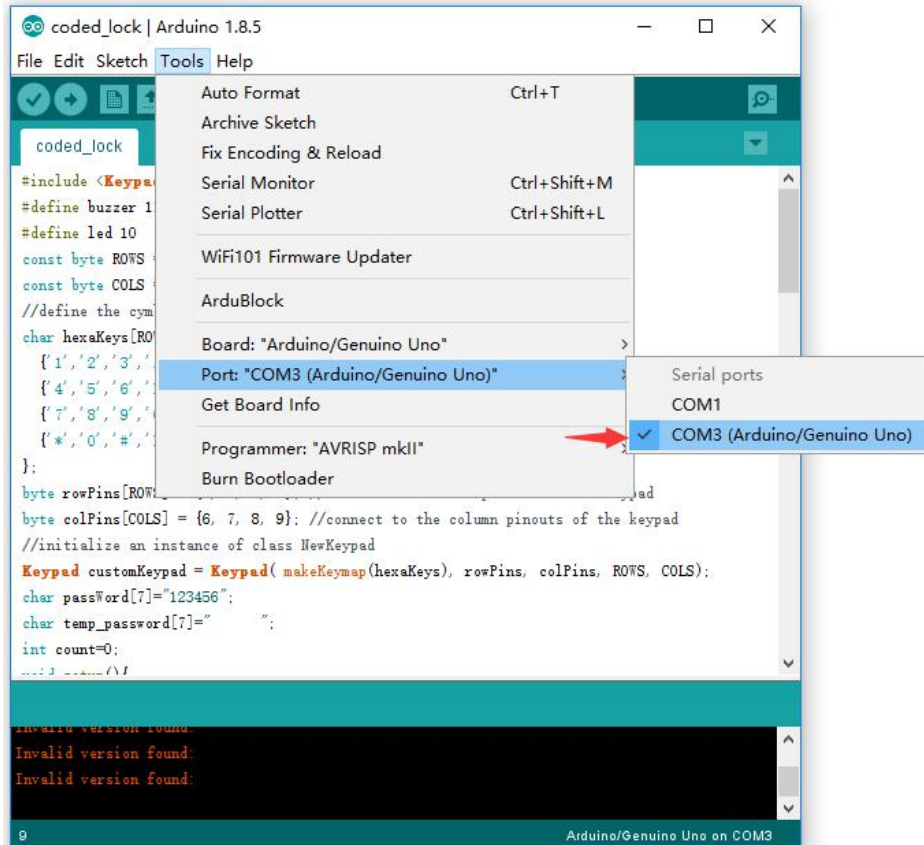 coded_lock | Arduino 1.8.5
File Edit Sketch Tools Help
Auto Format Ctrl+T
Archive Sketch
Fix Encoding & Reload
Serial Monitor Ctrl+Shift+M
Serial Plotter Ctrl+Shift+L
WiFi101 Firmware Updater
ArduBlock
Board: "Arduino/Genuino Uno"
Port: "COM3 (Arduino/Genuino Uno)"
Get Board Info
Programmer: "AVRISP mkII"
Burn Bootloader
Serial ports
COM1
COM3 (Arduino/Genuino Uno)
coded_lock
#include <Keypa
#define buzzer 1
#define led 10
const byte ROWS
const byte COLS
//define the cym
char hexaKeys[RO
{'1','2','3',
{'4','5','6',
{'7','8','9',
{'*','0','#',
};
byte rowPins[ROW
byte colPins[COLS] = {6, 7, 8, 9}; //connect to the column pinouts of the keypad
//initialize an instance of class NewKeypad
Keypad customKeypad = Keypad( makeKeymap(hexaKeys), rowPins, colPins, ROWS, COLS);
char passWord[7]="123456";
char temp_password[7]="      ";
int count=0;
Invalid version found:
Invalid version found:
Invalid version found:
9
Arduino/Genuino Uno on COM3